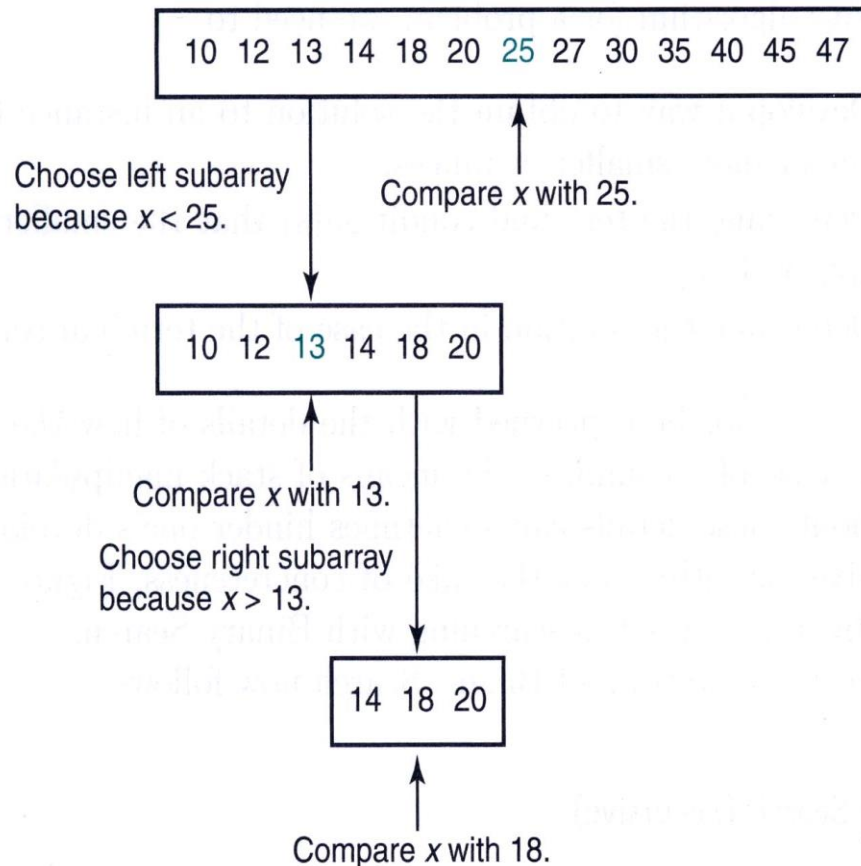 10 12 13 14 18 20 25 27 30 35 40 45 47
Choose left subarray
because x < 25.
Compare x with 25.
10 12 13 14 18 20
Compare x with 13.
Choose right subarray
because x > 13.
14 18 20
Compare x with 18.